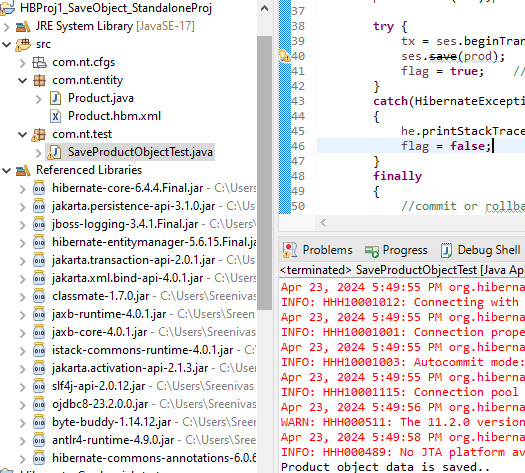 HBProj1_SaveObject_StandaloneProj
JRE System Library [JavaSE-17]
src
com.nt.cfgs
com.nt.entity
Product.java
Product.hbm.xml
com.nt.test
SaveProductObjectTest.java
Referenced Libraries
hibernate-core-6.4.4.Final.jar - C:\Users
jakarta.persistence-api-3.1.0.jar - C:\U
jboss-logging-3.4.1.Final.jar - C:\Users\
hibernate-entitymanager-5.6.15.Final.ja
jakarta.transaction-api-2.0.1.jar - C:\Use
jakarta.xml.bind-api-4.0.1.jar - C:\Users
classmate-1.7.0.jar - C:\Users\Sreeniva
jaxb-runtime-4.0.1.jar - C:\Users\Sreeni
jaxb-core-4.0.1.jar - C:\Users\Sreenivas
istack-commons-runtime-4.0.1.jar - C:\
jakarta.activation-api-2.1.3.jar - C:\Use
slf4j-api-2.0.12.jar - C:\Users\Sreeniva
ojdbc8-23.2.0.0.jar - C:\Users\Sreenivas
byte-buddy-1.14.12.jar - C:\Users\Sree
antlr4-runtime-4.9.0.jar - C:\Users\Sree
hibernate-commons-annotations-6.0.6
37
38 try {
39 tx = ses.beginTran
40 ses.save(prod);
41 flag = true; //
42 }
43 catch(HibernateExcepti
44 {
45 he.printStackTrace
46 flag = false;
47 }
48 finally
49 {
50 //commit or rollba
Problems Progress Debug Shell
<terminated> SaveProductObjectTest [Java App
Apr 23, 2024 5:49:55 PM org.hiberna
INFO: HHH10001012: Connecting with
Apr 23, 2024 5:49:55 PM org.hiberna
INFO: HHH10001001: Connection prope
Apr 23, 2024 5:49:55 PM org.hiberna
INFO: HHH10001003: Autocommit mode:
Apr 23, 2024 5:49:55 PM org.hiberna
INFO: HHH10001115: Connection pool
Apr 23, 2024 5:49:56 PM org.hiberna
WARN: HHH000511: The 11.2.0 version
Apr 23, 2024 5:49:58 PM org.hiberna
INFO: HHH000489: No JTA platform av
Product object data is saved..